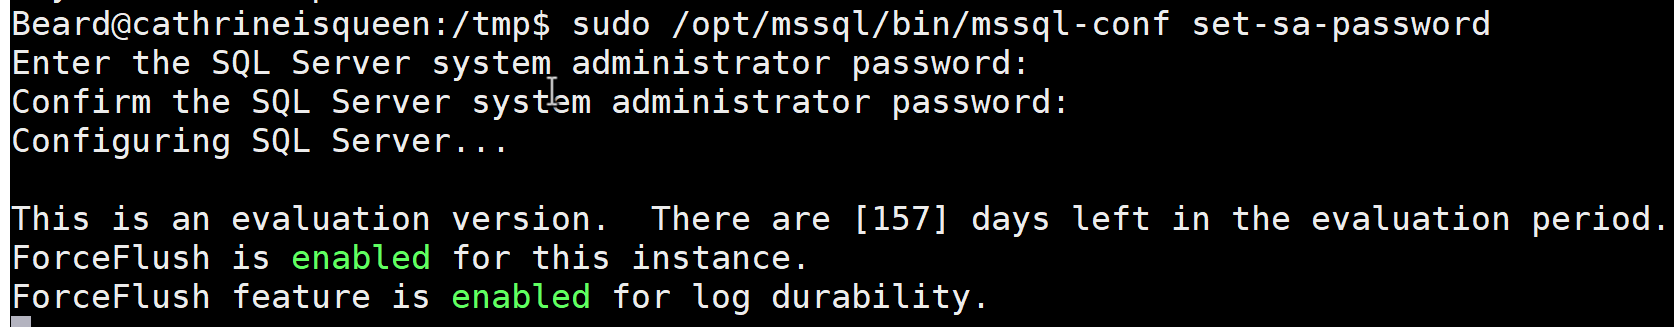 Beard@cathrineisqueen:/tmp$ sudo /opt/mssql/bin/mssql-conf set-sa-password
Enter the SQL Server system administrator password:
Confirm the SQL Server system administrator password:
Configuring SQL Server...
This is an evaluation version.  There are [157] days left in the evaluation period.
ForceFlush is enabled for this instance.
ForceFlush feature is enabled for log durability.